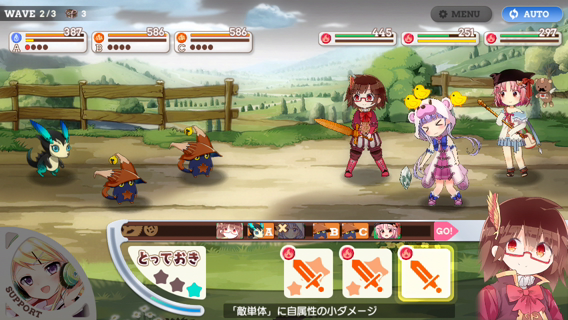 WAVE 2/3 3
MENU
AUTO
387
586
586
445
251
297
A
B
C
A
B
C
GO!
とっておき
SUPPORT
「敵単体」に自属性の小ダメージ